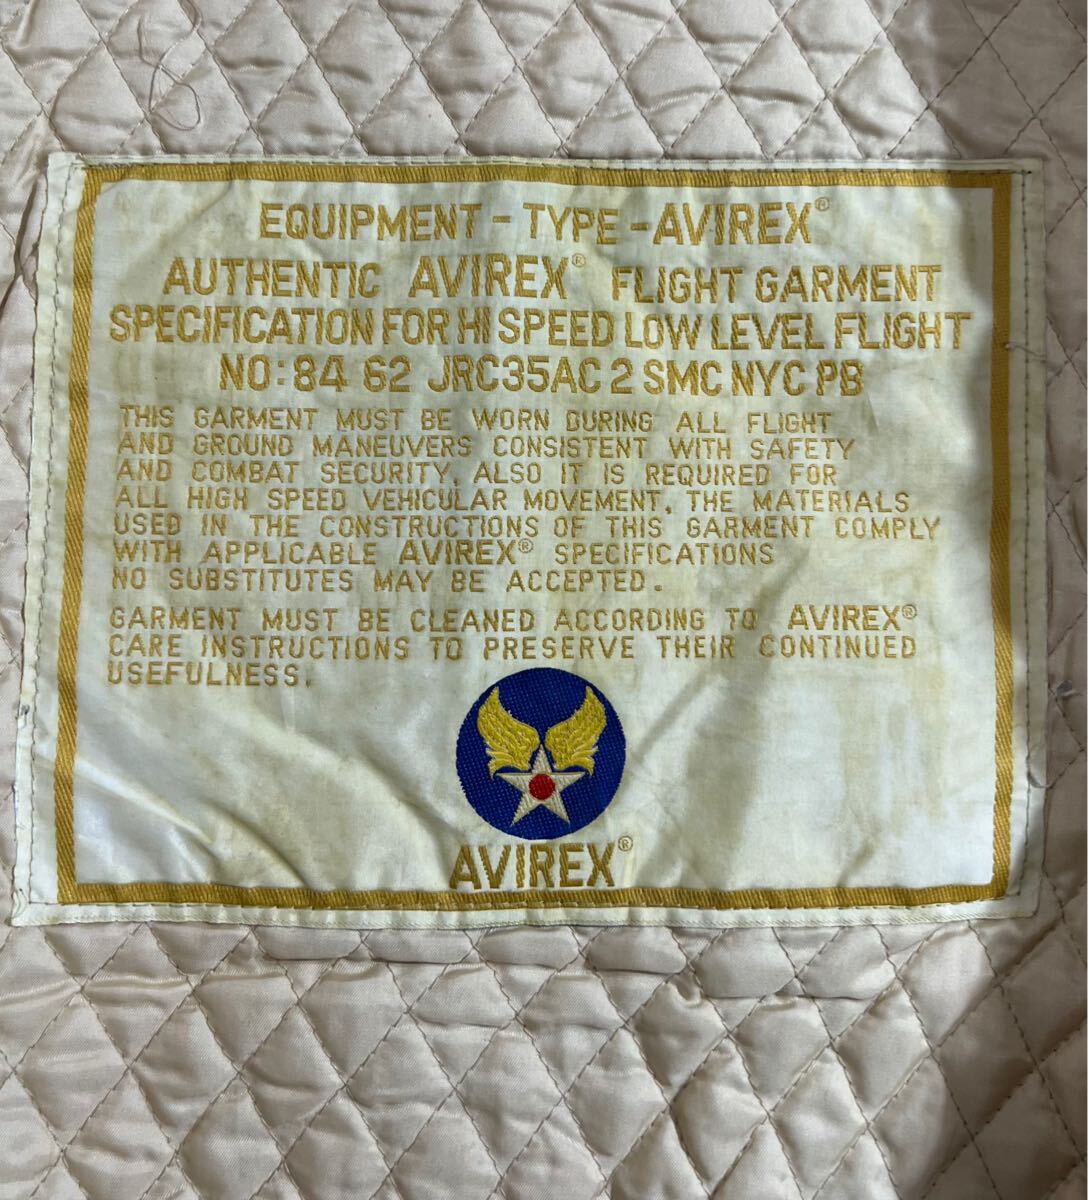 EQUIPMENT - TYPE - AVIREX®
AUTHENTIC AVIREX® FLIGHT GARMENT
SPECIFICATION FOR HI SPEED LOW LEVEL FLIGHT
NO: 84 62 JRC35AC 2 SMC NYC PB
THIS GARMENT MUST BE WORN DURING ALL FLIGHT
AND GROUND MANEUVERS CONSISTENT WITH SAFETY
AND COMBAT SECURITY, ALSO IT IS REQUIRED FOR
ALL HIGH SPEED VEHICULAR MOVEMENT, THE MATERIALS
USED IN THE CONSTRUCTIONS OF THIS GARMENT COMPLY
WITH APPLICABLE AVIREX® SPECIFICATIONS
NO SUBSTITUTES MAY BE ACCEPTED.
GARMENT MUST BE CLEANED ACCORDING TO AVIREX®
CARE INSTRUCTIONS TO PRESERVE THEIR CONTINUED
USEFULNESS.
AVIREX®